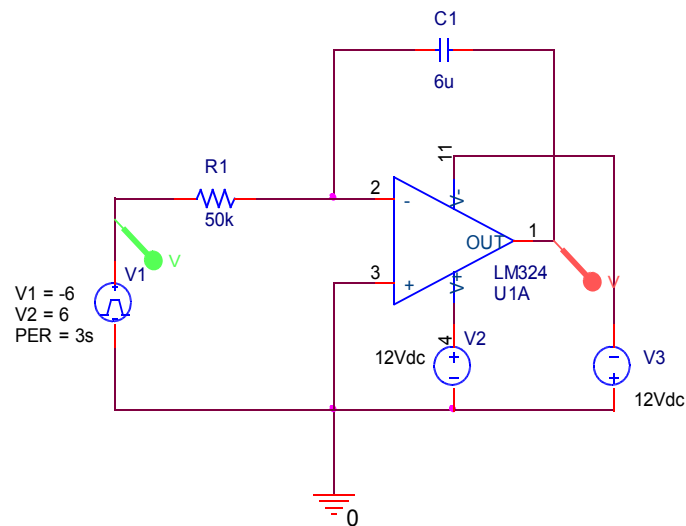 C1
6u
R1
50k
2
-
11
V-
OUT
1
3
+
V+
4
LM324
U1A
V
V
V1
V1 = -6
V2 = 6
PER = 3s
+
-
12Vdc
V2
+
-
V3
-
+
12Vdc
0